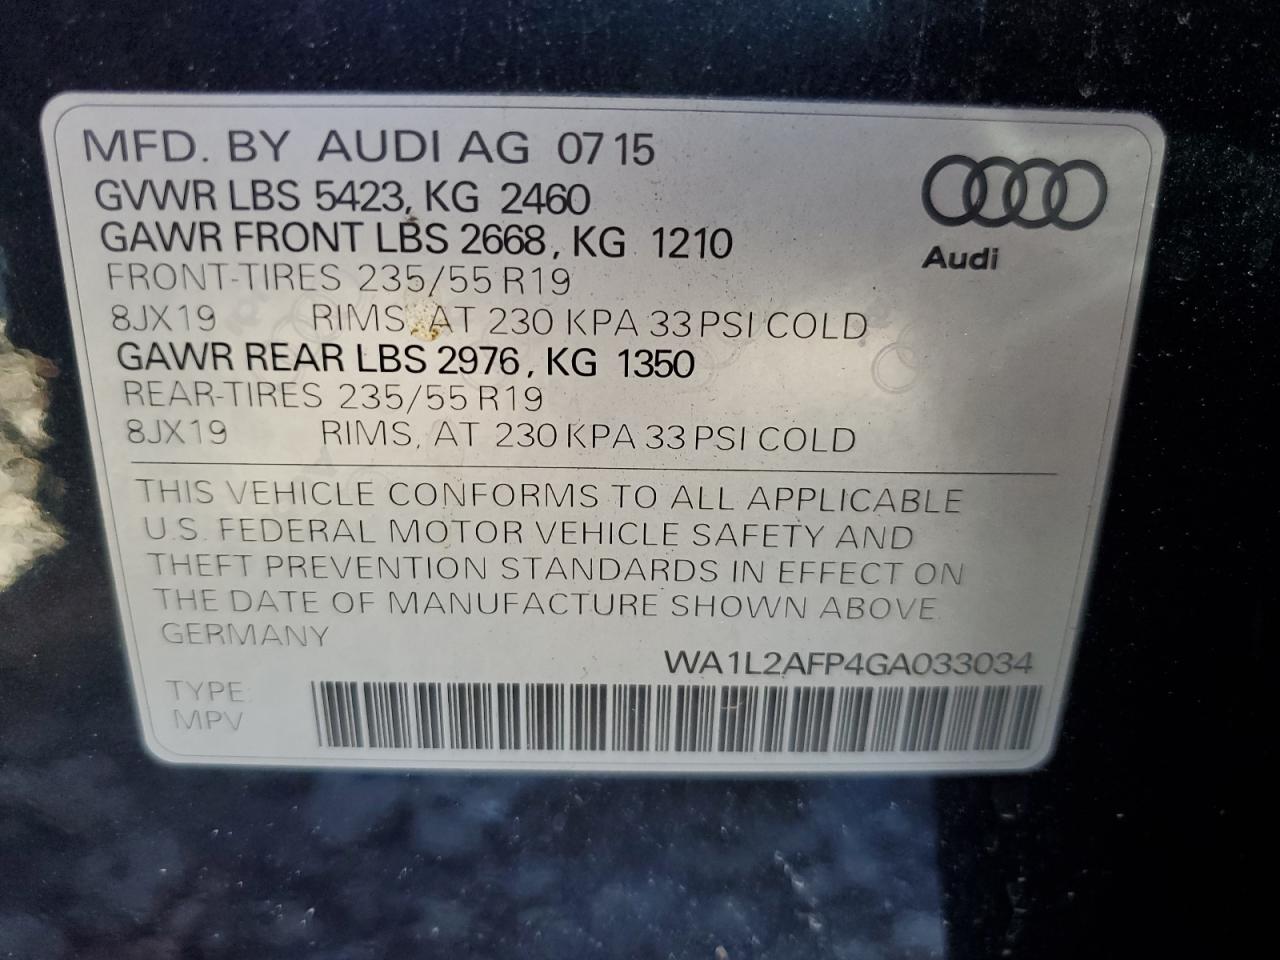 MFD. BY AUDI AG 07 15
GVWR LBS 5423, KG 2460
GAWR FRONT LBS 2668, KG 1210
FRONT-TIRES 235/55 R19
8JX19 RIMS, AT 230 KPA 33 PSI COLD
GAWR REAR LBS 2976, KG 1350
REAR-TIRES 235/55 R19
8JX19 RIMS, AT 230 KPA 33 PSI COLD
Audi
THIS VEHICLE CONFORMS TO ALL APPLICABLE
U.S. FEDERAL MOTOR VEHICLE SAFETY AND
THEFT PREVENTION STANDARDS IN EFFECT ON
THE DATE OF MANUFACTURE SHOWN ABOVE.
GERMANY
WA1L2AFP4GA033034
TYPE:
MPV